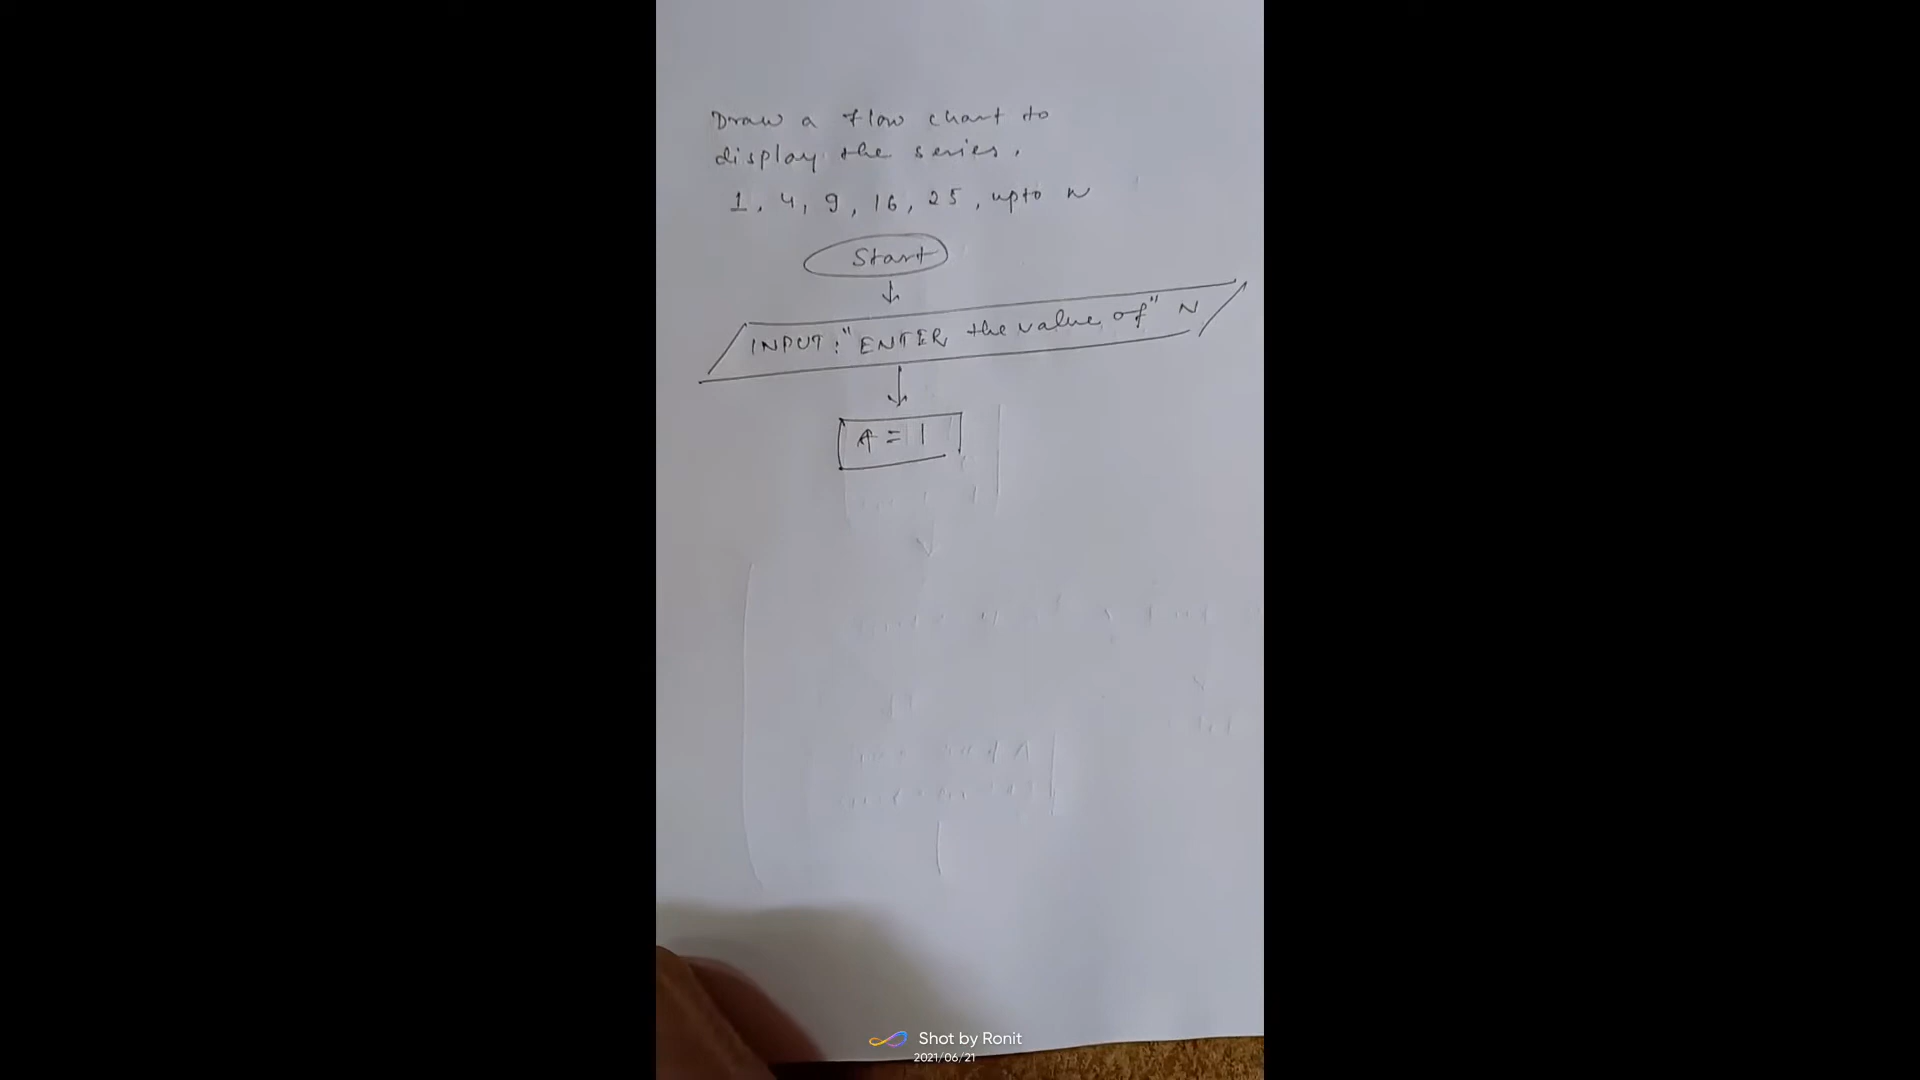 Draw a flow chart to
display the series.
1, 4, 9, 16, 25, upto N
Start
INPUT: "ENTER the value of" N
A = 1
Shot by Ronit
2021/06/21